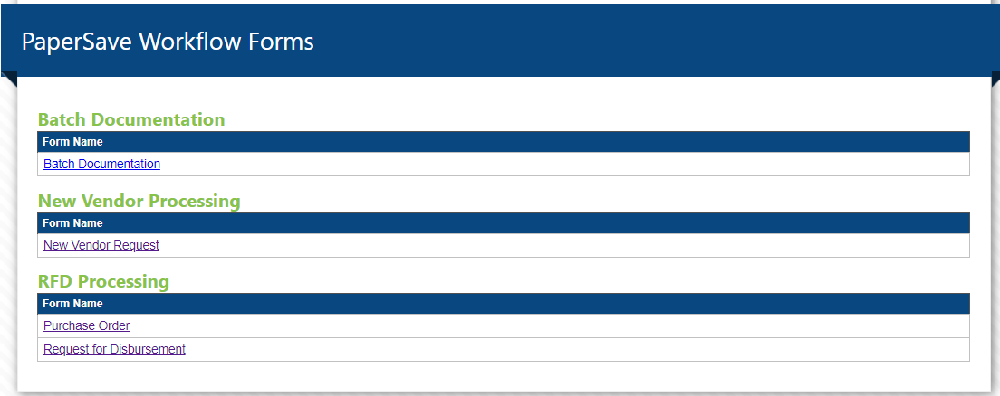 PaperSave Workflow Forms
Batch Documentation
Form Name
Batch Documentation
New Vendor Processing
Form Name
New Vendor Request
RFD Processing
Form Name
Purchase Order
Request for Disbursement